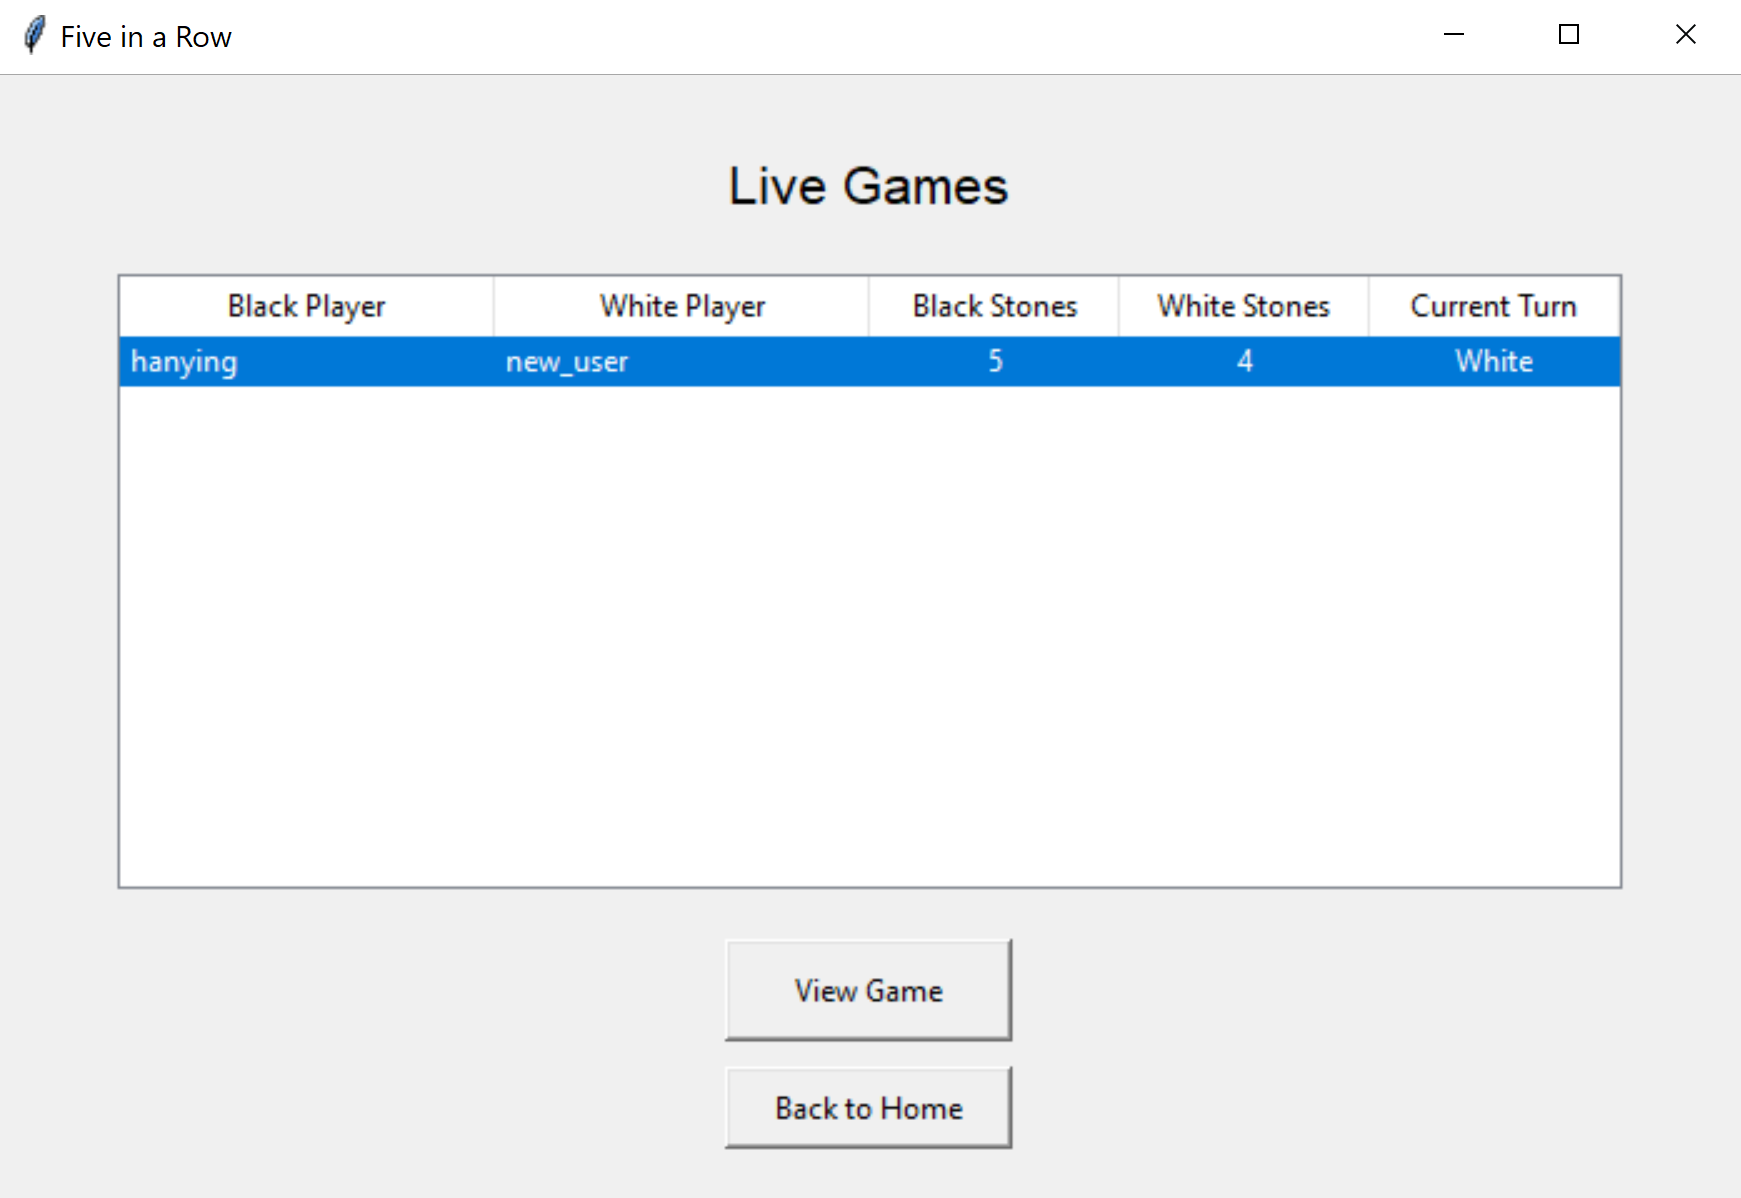 Five in a Row
Live Games
Black Player White Player Black Stones White Stones Current Turn
hanying new_user 5 4 White
View Game
Back to Home